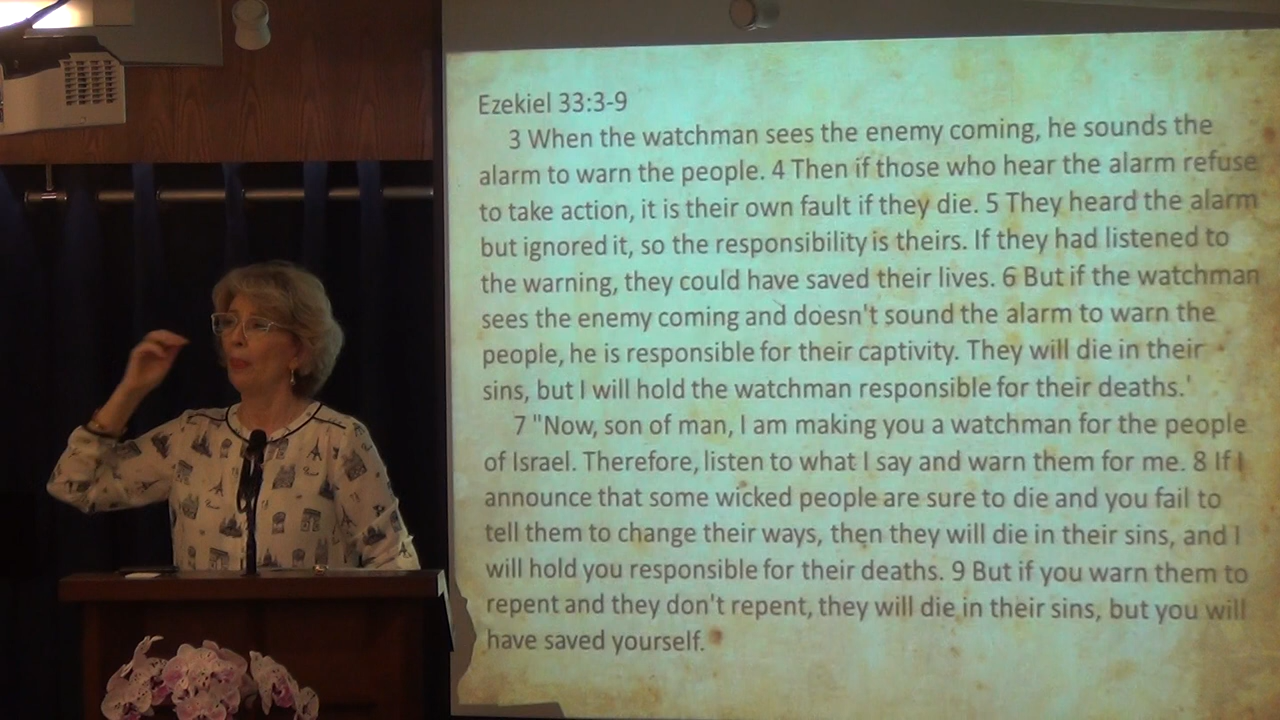 Ezekiel 33:3-9
3 When the watchman sees the enemy coming, he sounds the
alarm to warn the people. 4 Then if those who hear the alarm refuse
to take action, it is their own fault if they die. 5 They heard the alarm
but ignored it, so the responsibility is theirs. If they had listened to
the warning, they could have saved their lives. 6 But if the watchman
sees the enemy coming and doesn't sound the alarm to warn the
people, he is responsible for their captivity. They will die in their
sins, but I will hold the watchman responsible for their deaths.'
7 "Now, son of man, I am making you a watchman for the people
of Israel. Therefore, listen to what I say and warn them for me. 8 If I
announce that some wicked people are sure to die and you fail to
tell them to change their ways, then they will die in their sins, and I
will hold you responsible for their deaths. 9 But if you warn them to
repent and they don't repent, they will die in their sins, but you will
have saved yourself.